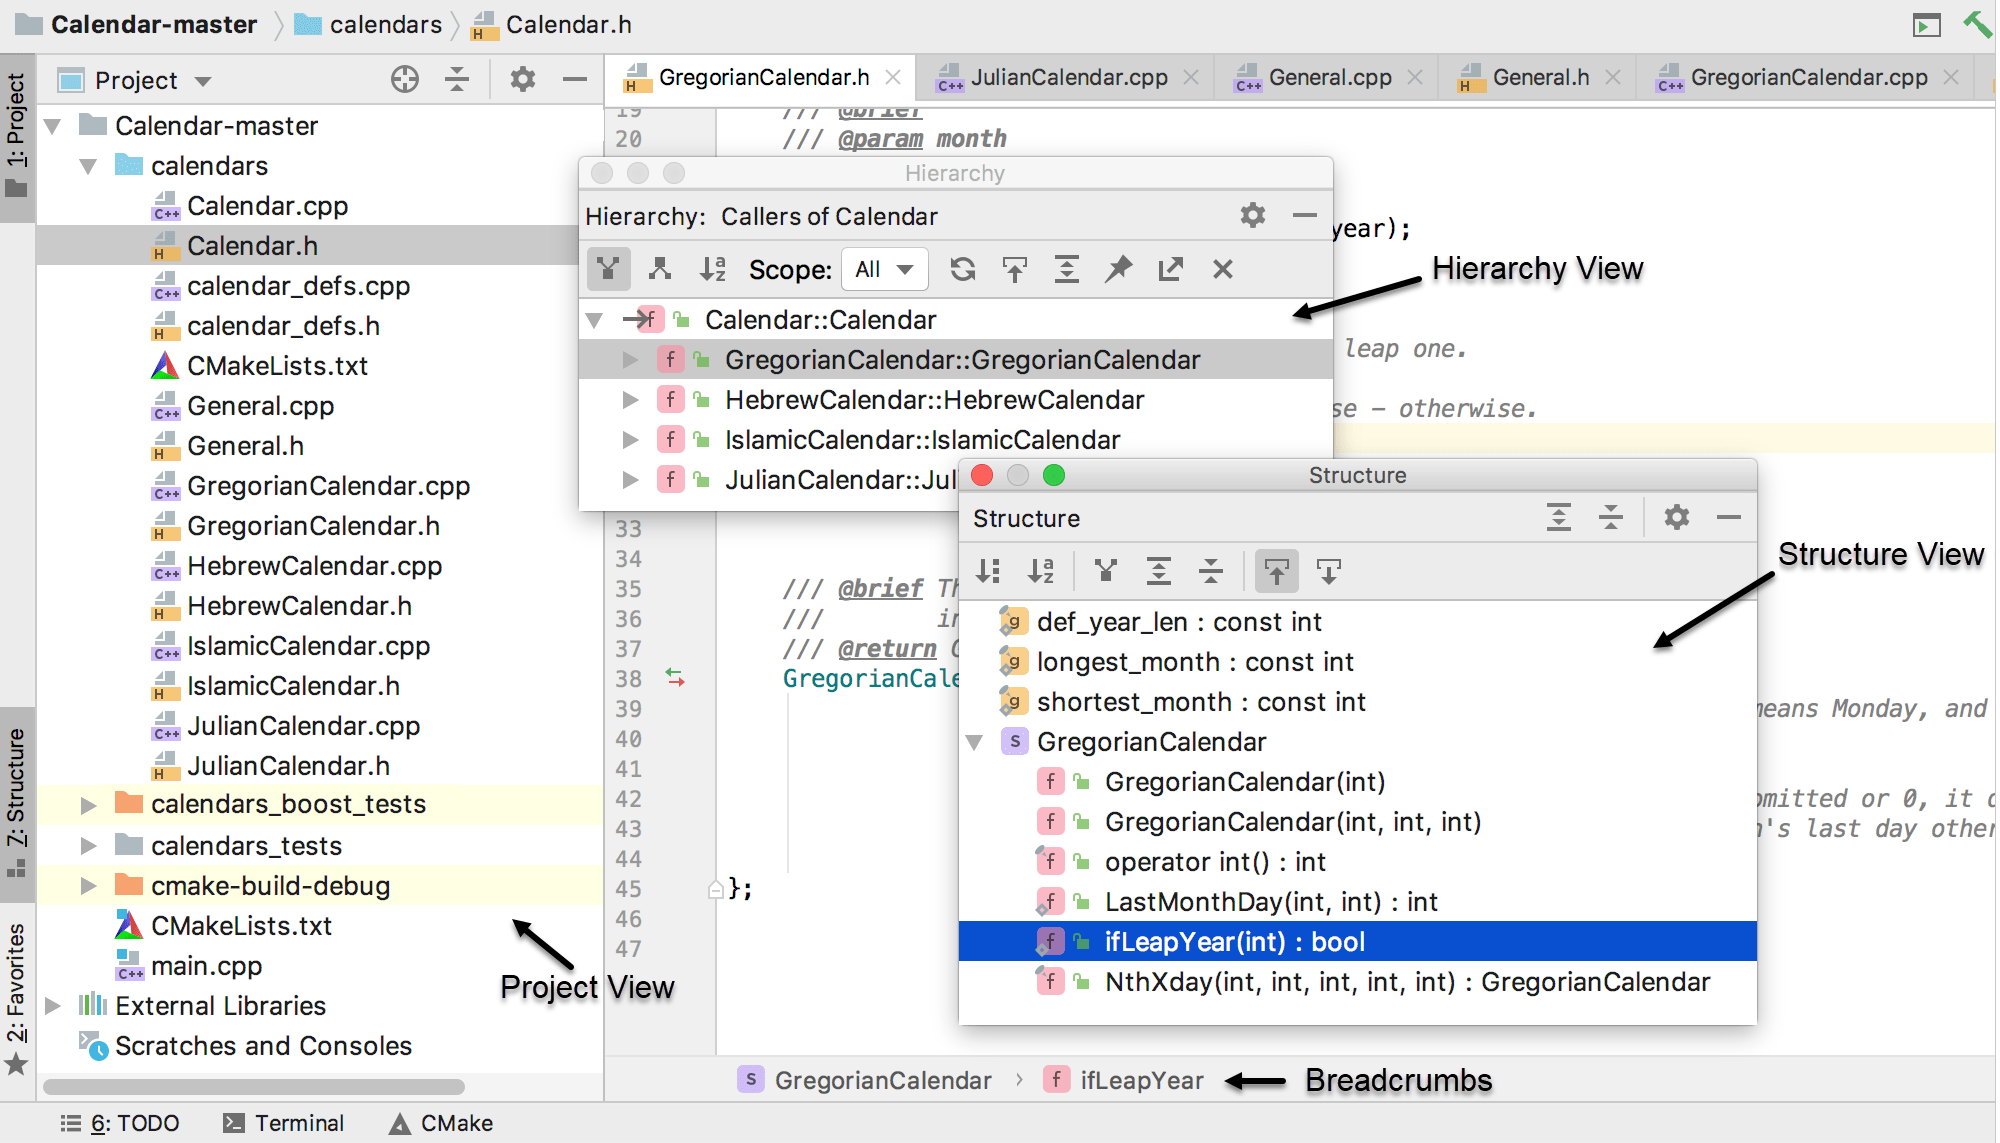 Calendar-master
calendars
Calendar.h
1: Project
7: Structure
2: Favorites
Project
Calendar-master
calendars
Calendar.cpp
Calendar.h
calendar_defs.cpp
calendar_defs.h
CMakeLists.txt
General.cpp
General.h
GregorianCalendar.cpp
GregorianCalendar.h
HebrewCalendar.cpp
HebrewCalendar.h
IslamicCalendar.cpp
IslamicCalendar.h
JulianCalendar.cpp
JulianCalendar.h
calendars_boost_tests
calendars_tests
cmake-build-debug
CMakeLists.txt
main.cpp
External Libraries
Scratches and Consoles
Project View
GregorianCalendar.h
JulianCalendar.cpp
General.cpp
General.h
GregorianCalendar.cpp
19 /// @brief
20 /// @param month
year);
leap one.
- otherwise.
Hierarchy
Hierarchy: Callers of Calendar
Scope: All
Calendar::Calendar
GregorianCalendar::GregorianCalendar
HebrewCalendar::HebrewCalendar
IslamicCalendar::IslamicCalendar
JulianCalendar::Jul
Hierarchy View
33
34
35 /// @brief Th
36 /// in
37 /// @return
38 GregorianCale
39
40
41
42
43
44
45 };
46
47
means Monday, and
omitted or 0, it
n's last day other
Structure
Structure
def_year_len : const int
longest_month : const int
shortest_month : const int
GregorianCalendar
GregorianCalendar(int)
GregorianCalendar(int, int, int)
operator int() : int
LastMonthDay(int, int) : int
ifLeapYear(int) : bool
NthXday(int, int, int, int, int) : GregorianCalendar
Structure View
GregorianCalendar › ifLeapYear
Breadcrumbs
6: TODO
Terminal
CMake